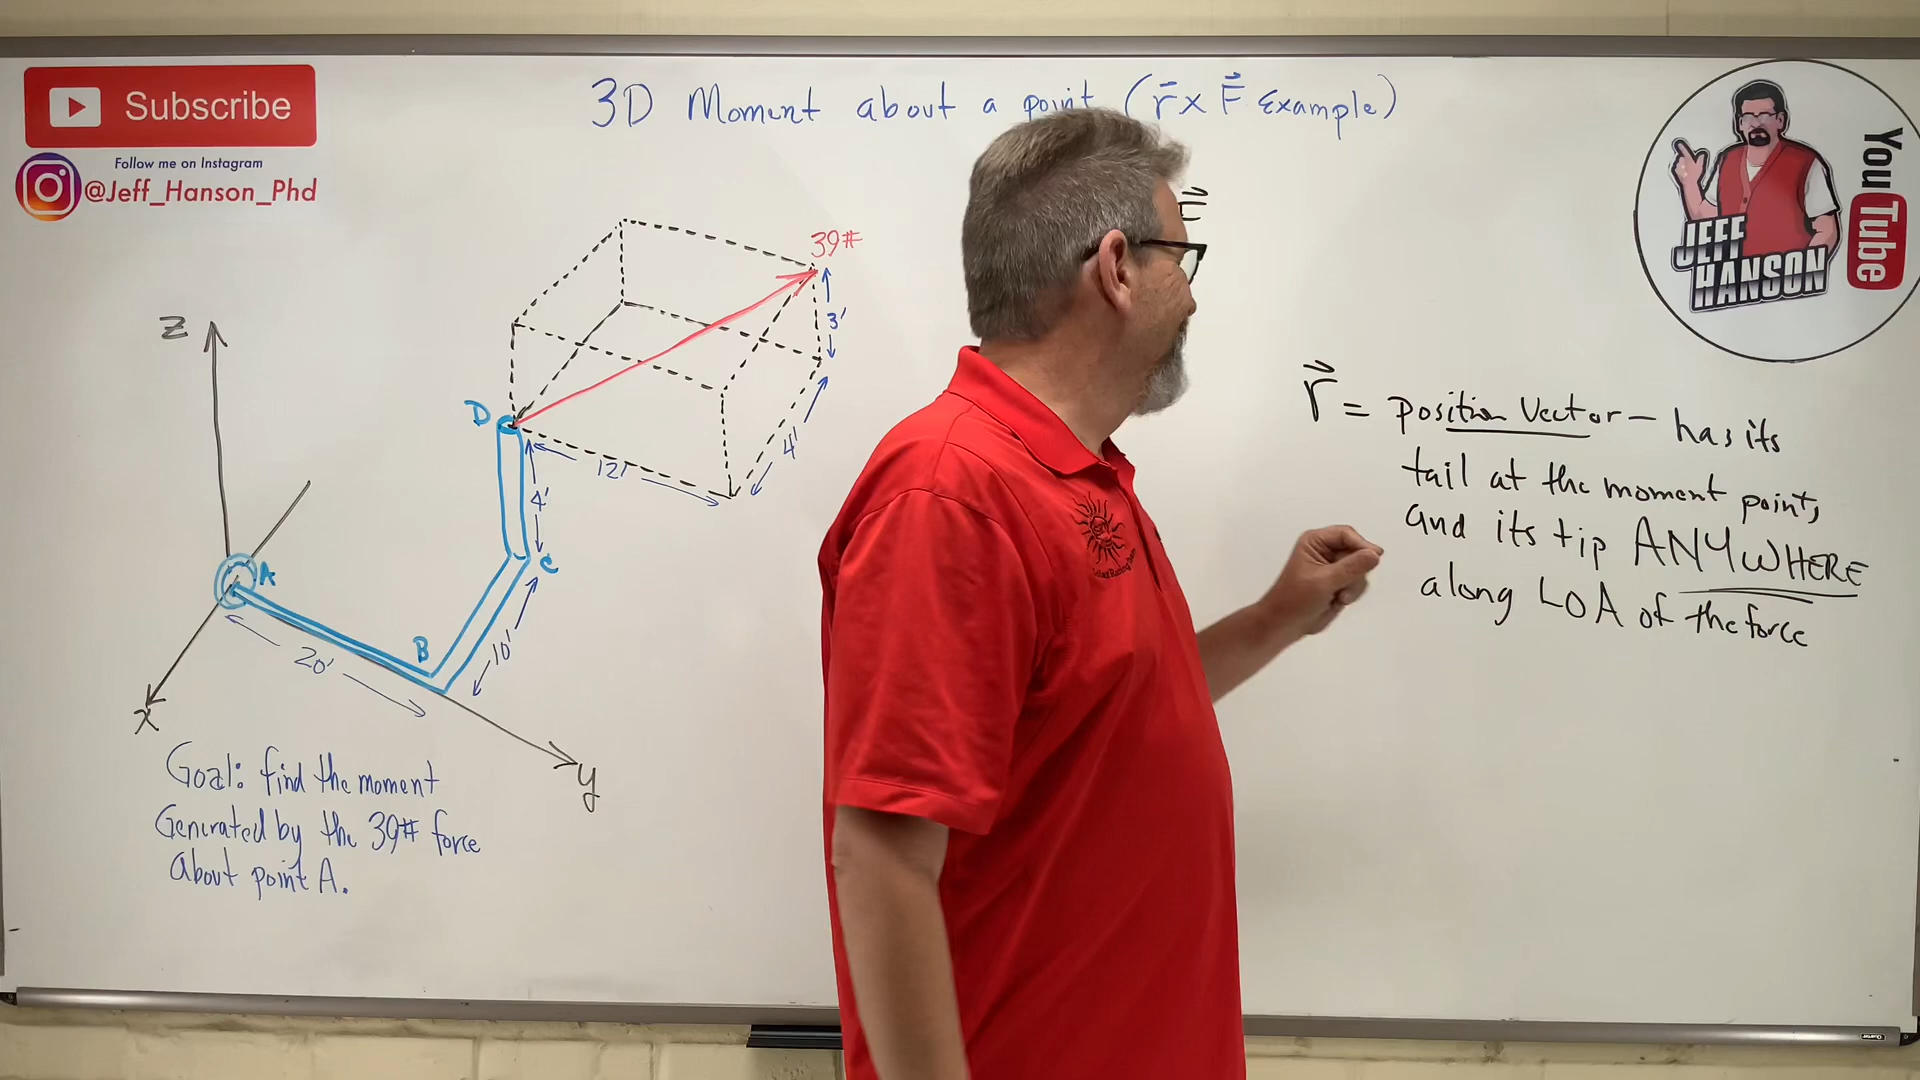 Subscribe
Follow me on Instagram
@Jeff_Hanson_Phd
3D Moment about a point (r x F Example)
YouTube
JEFF
HANSON
39#
3'
4'
12'
D
4'
C
10'
B
20'
A
z
x
y
Goal: find the moment
Generated by the 39# force
About point A.
r = position vector - has its
tail at the moment point,
and its tip ANYWHERE
along LOA of the force